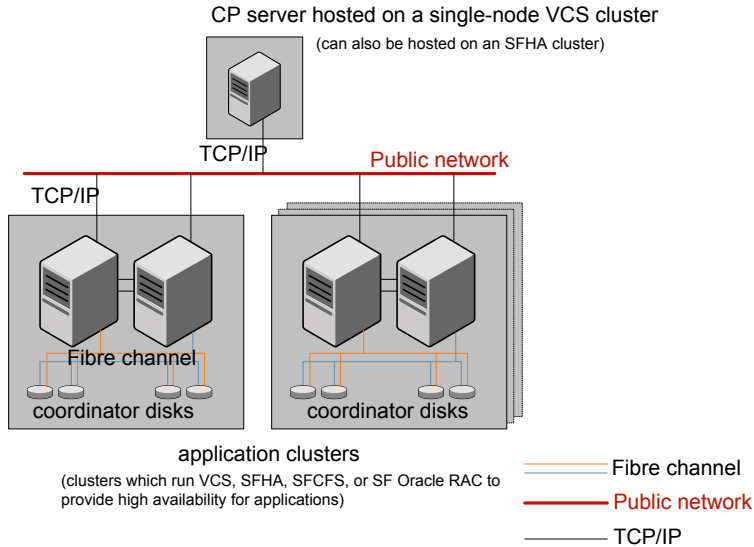 CP server hosted on a single-node VCS cluster
(can also be hosted on an SFHA cluster)
TCP/IP
Public network
TCP/IP
Fibre channel
coordinator disks
coordinator disks
application clusters
(clusters which run VCS, SFHA, SFCFS, or SF Oracle RAC to
provide high availability for applications)
Fibre channel
Public network
TCP/IP